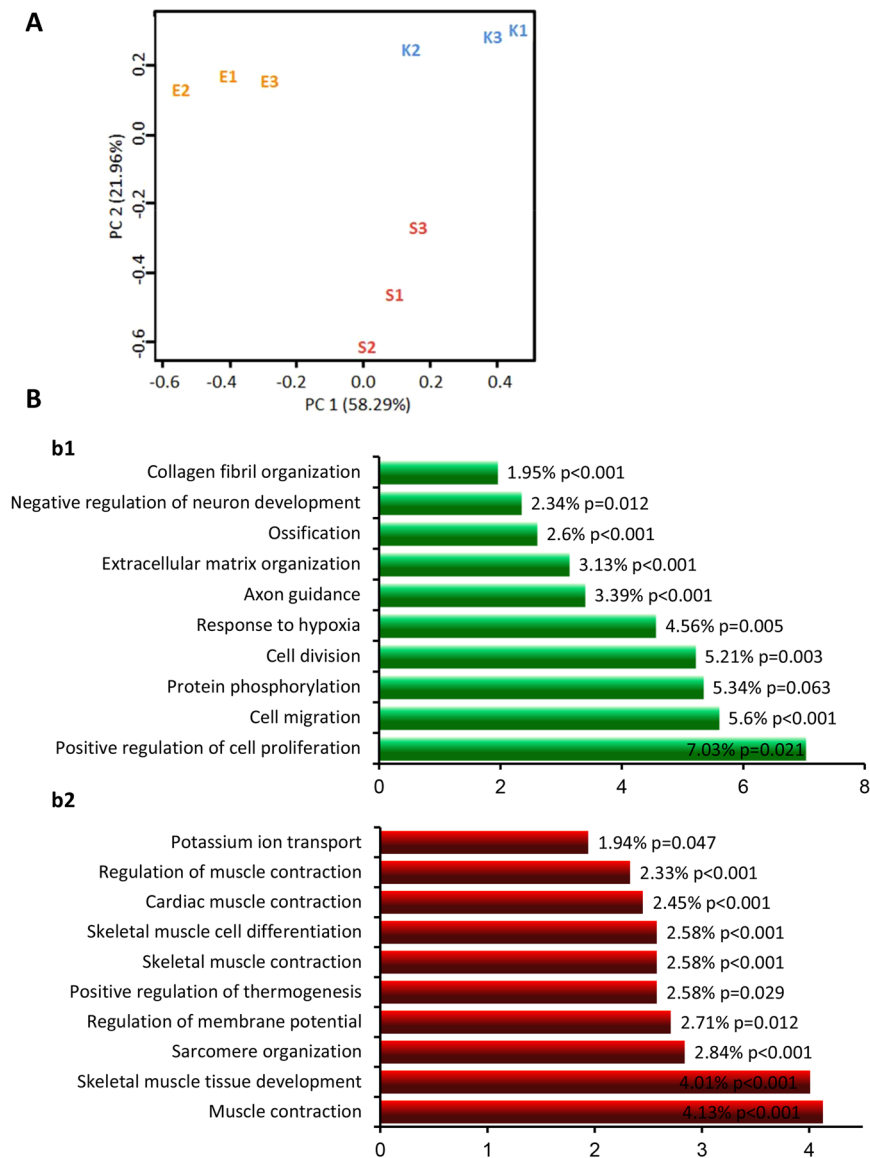 A
K1
K3
K2
E1
E3
E2
S3
S1
S2
0.2
0.0
-0.2
-0.4
-0.6
PC 2 (21.96%)
-0.6 -0.4 -0.2 0.0 0.2 0.4
PC 1 (58.29%)
B
b1
Collagen fibril organization 1.95% p<0.001
Negative regulation of neuron development 2.34% p=0.012
Ossification 2.6% p<0.001
Extracellular matrix organization 3.13% p<0.001
Axon guidance 3.39% p<0.001
Response to hypoxia 4.56% p=0.005
Cell division 5.21% p=0.003
Protein phosphorylation 5.34% p=0.063
Cell migration 5.6% p<0.001
Positive regulation of cell proliferation 7.03% p=0.021
0 2 4 6 8
b2
Potassium ion transport 1.94% p=0.047
Regulation of muscle contraction 2.33% p<0.001
Cardiac muscle contraction 2.45% p<0.001
Skeletal muscle cell differentiation 2.58% p<0.001
Skeletal muscle contraction 2.58% p<0.001
Positive regulation of thermogenesis 2.58% p=0.029
Regulation of membrane potential 2.71% p=0.012
Sarcomere organization 2.84% p<0.001
Skeletal muscle tissue development 4.01% p<0.001
Muscle contraction 4.13% p<0.001
0 1 2 3 4